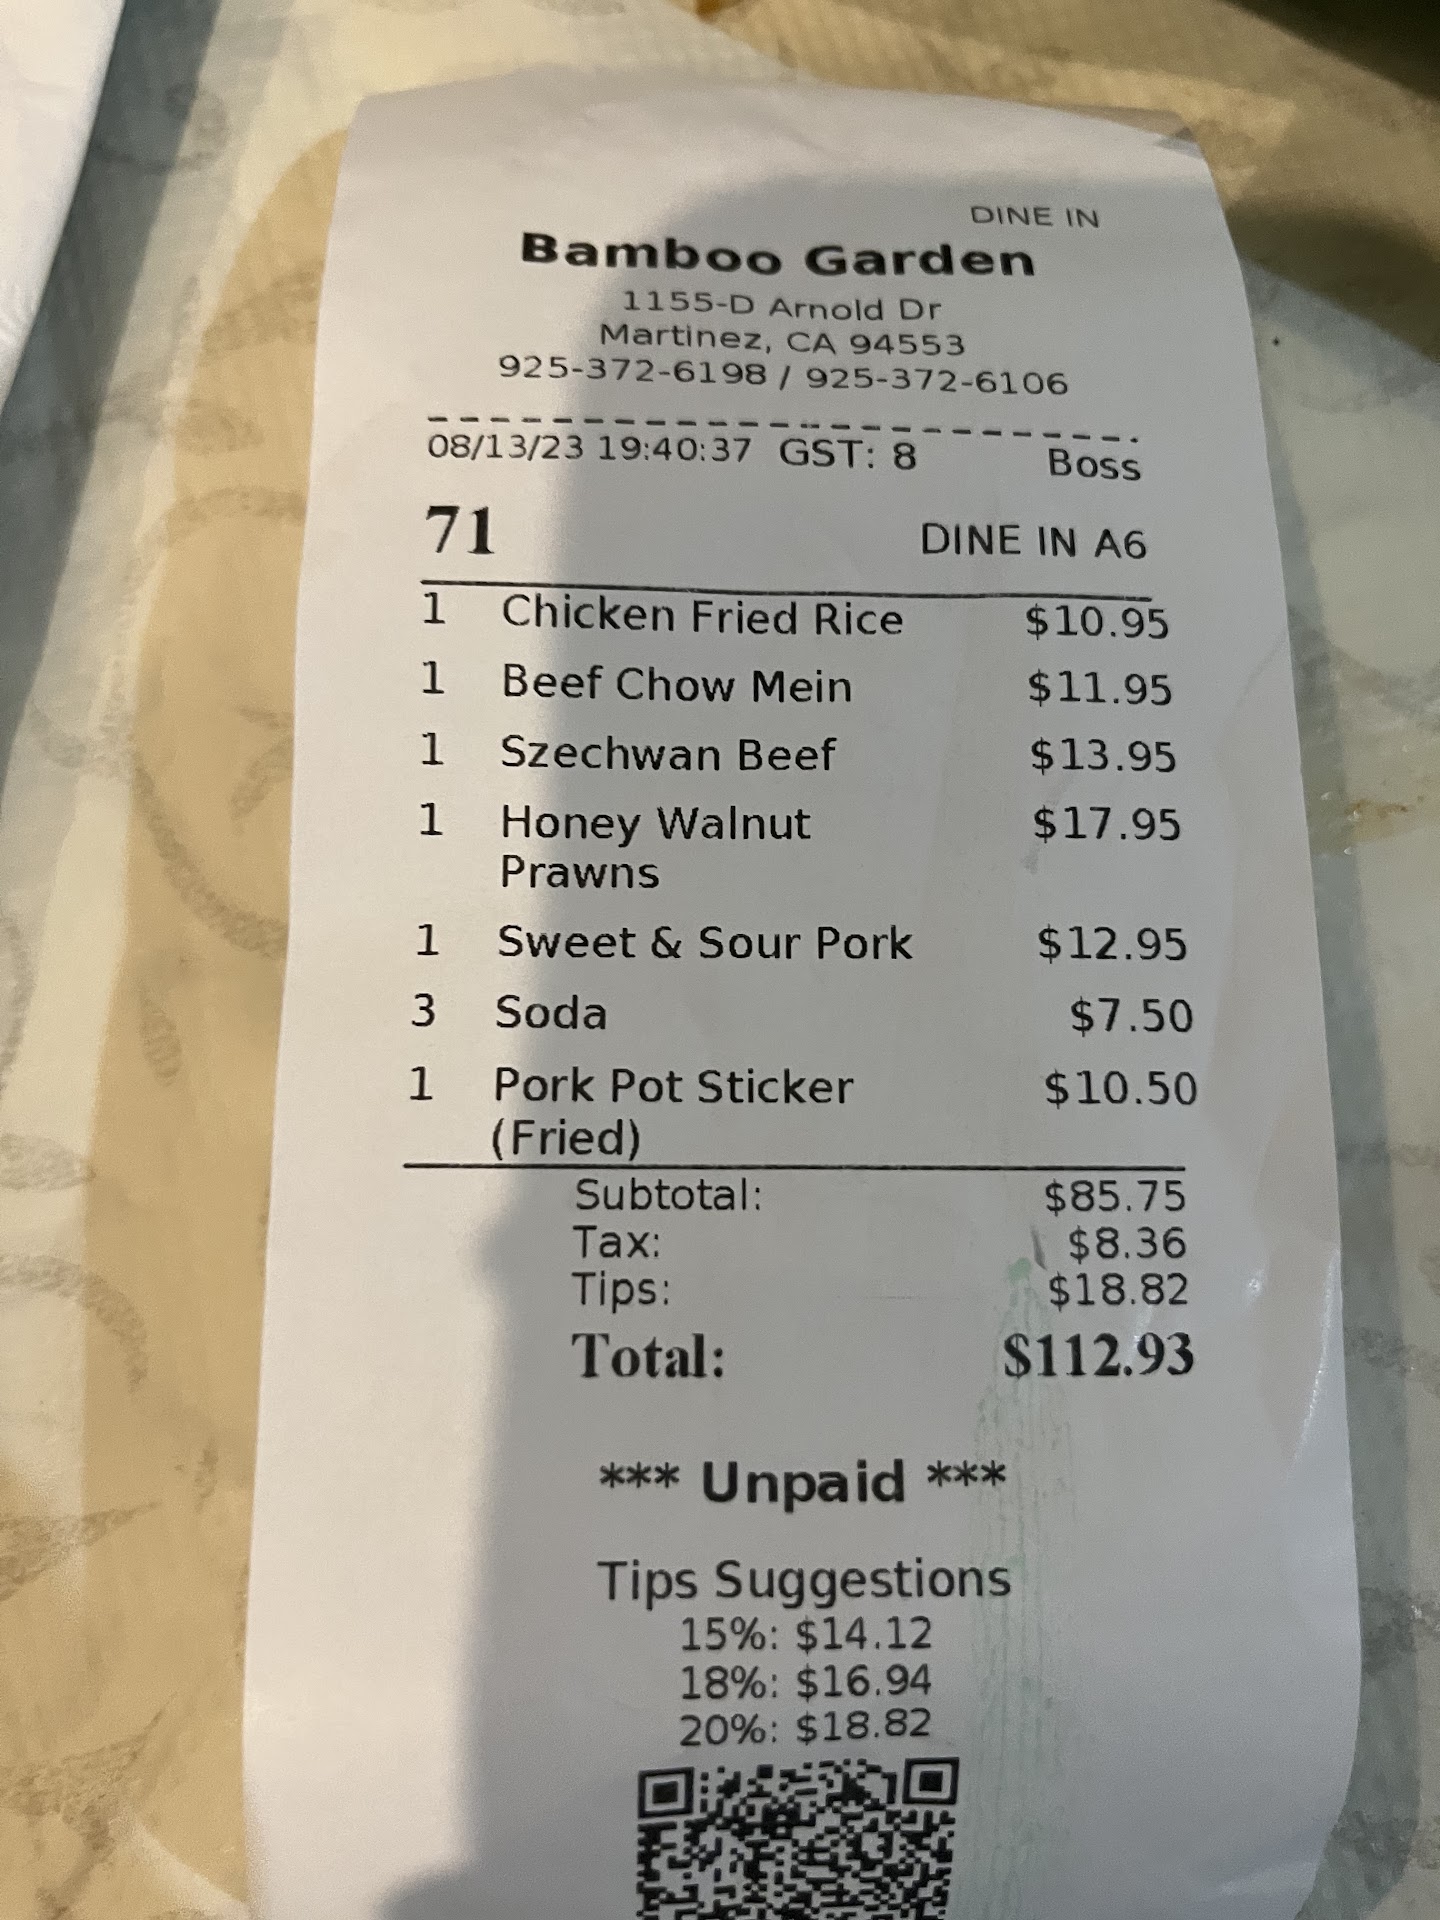 DINE IN
Bamboo Garden
1155-D Arnold Dr
Martinez, CA 94553
925-372-6198 / 925-372-6106
08/13/23 19:40:37 GST: 8 Boss
71 DINE IN A6
1 Chicken Fried Rice $10.95
1 Beef Chow Mein $11.95
1 Szechwan Beef $13.95
1 Honey Walnut $17.95
Prawns
1 Sweet & Sour Pork $12.95
3 Soda $7.50
1 Pork Pot Sticker $10.50
(Fried)
Subtotal: $85.75
Tax: $8.36
Tips: $18.82
Total: $112.93
*** Unpaid ***
Tips Suggestions
15%: $14.12
18%: $16.94
20%: $18.82